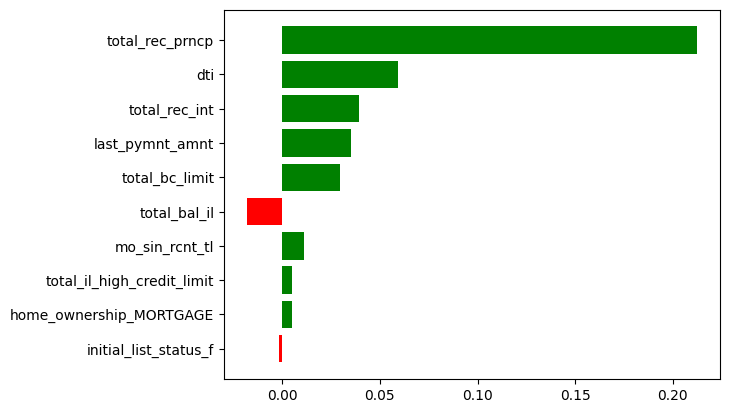 total_rec_prncp
dti
total_rec_int
last_pymnt_amnt
total_bc_limit
total_bal_il
mo_sin_rcnt_tl
total_il_high_credit_limit
home_ownership_MORTGAGE
initial_list_status_f
0.00 0.05 0.10 0.15 0.20